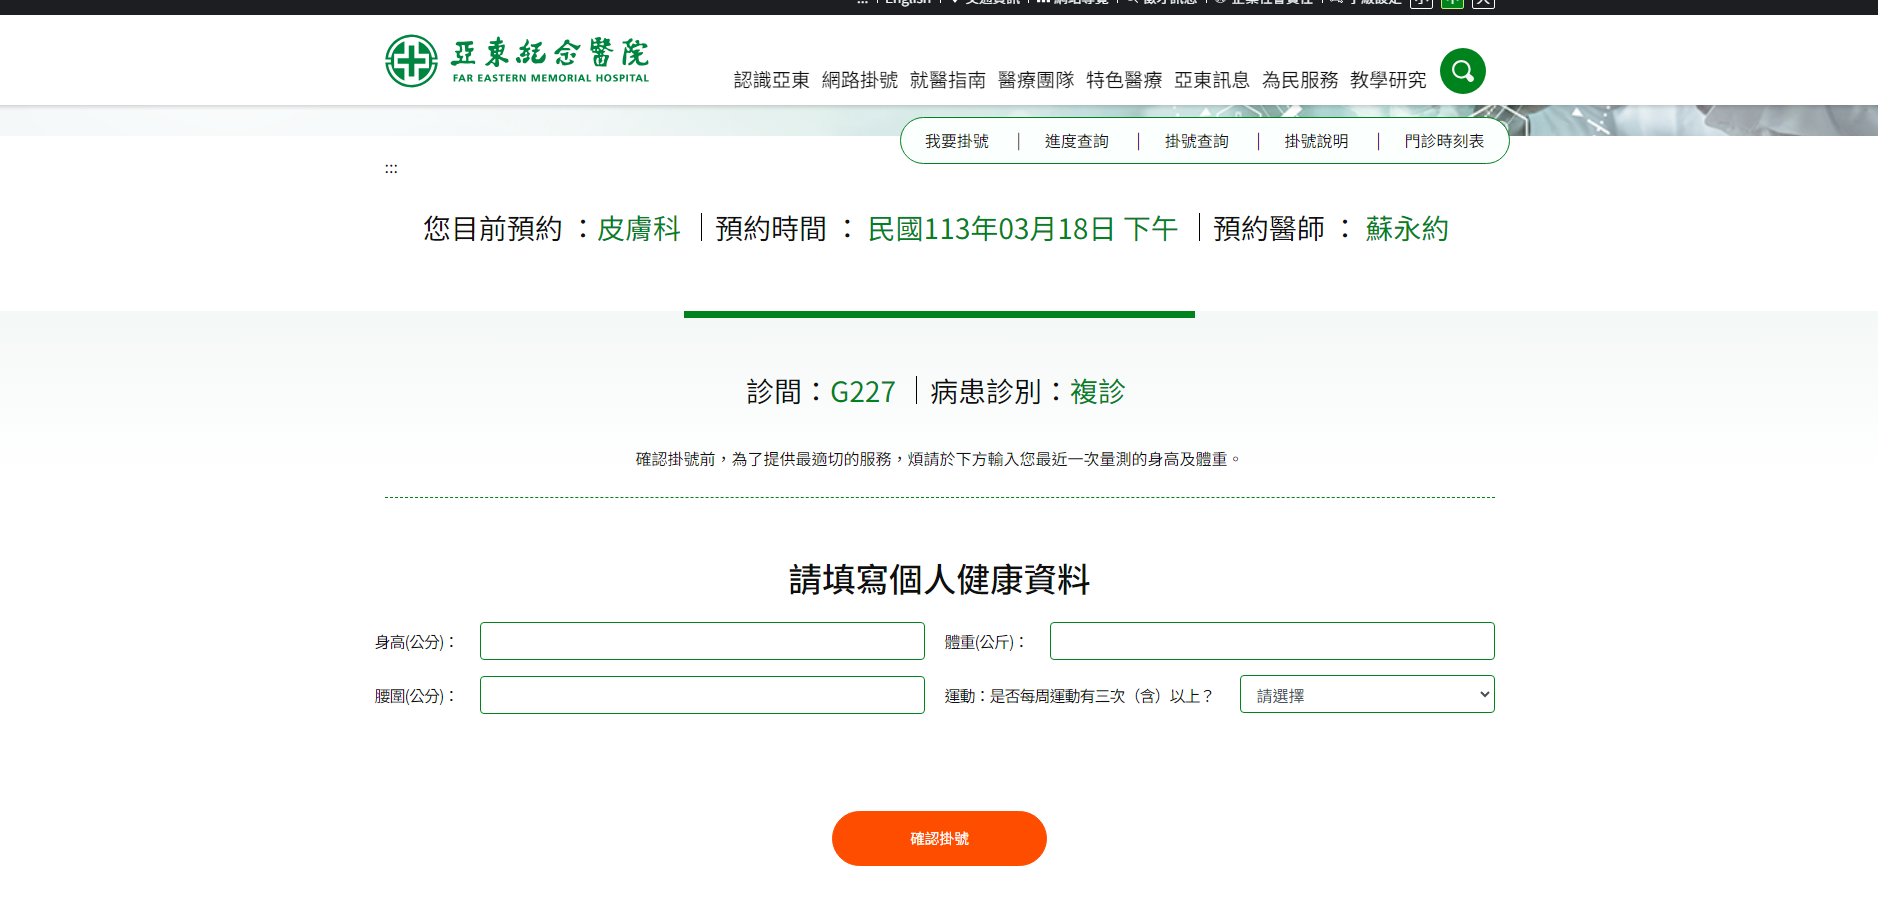 English
亞東紀念醫院
FAR EASTERN MEMORIAL HOSPITAL
認識亞東 網路掛號 就醫指南 醫療團隊 特色醫療 亞東訊息 為民服務 教學研究
我要掛號 | 進度查詢 | 掛號查詢 | 掛號說明 | 門診時刻表
:::
您目前預約 ：皮膚科 ｜預約時間 ： 民國113年03月18日 下午 ｜預約醫師 ： 蘇永約
診間：G227 ｜病患診別：複診
確認掛號前，為了提供最適切的服務，煩請於下方輸入您最近一次量測的身高及體重。
請填寫個人健康資料
身高(公分)： 體重(公斤)：
腰圍(公分)： 運動：是否每周運動有三次（含）以上？ 請選擇
確認掛號